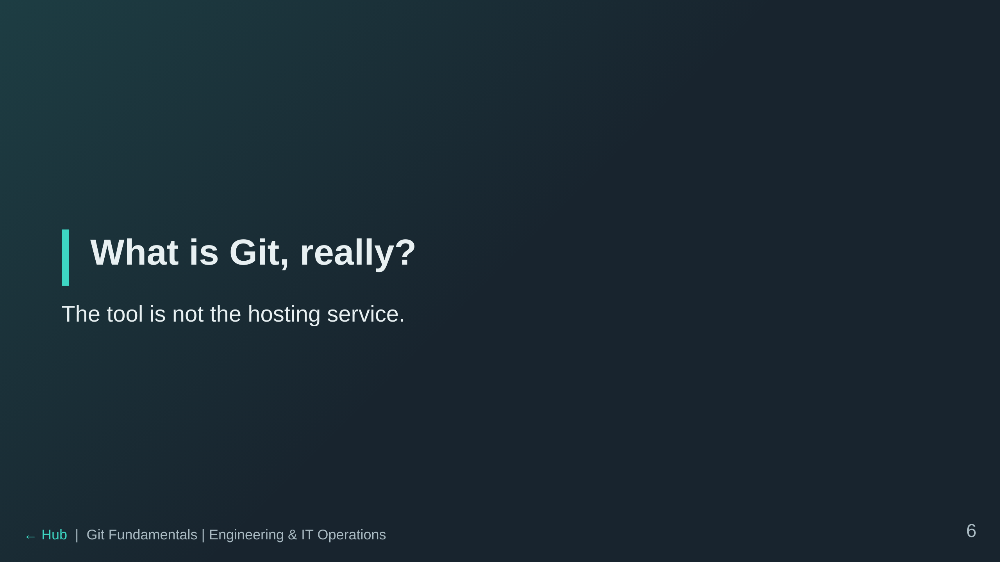 What is Git, really?
The tool is not the hosting service.
← Hub | Git Fundamentals | Engineering & IT Operations
6